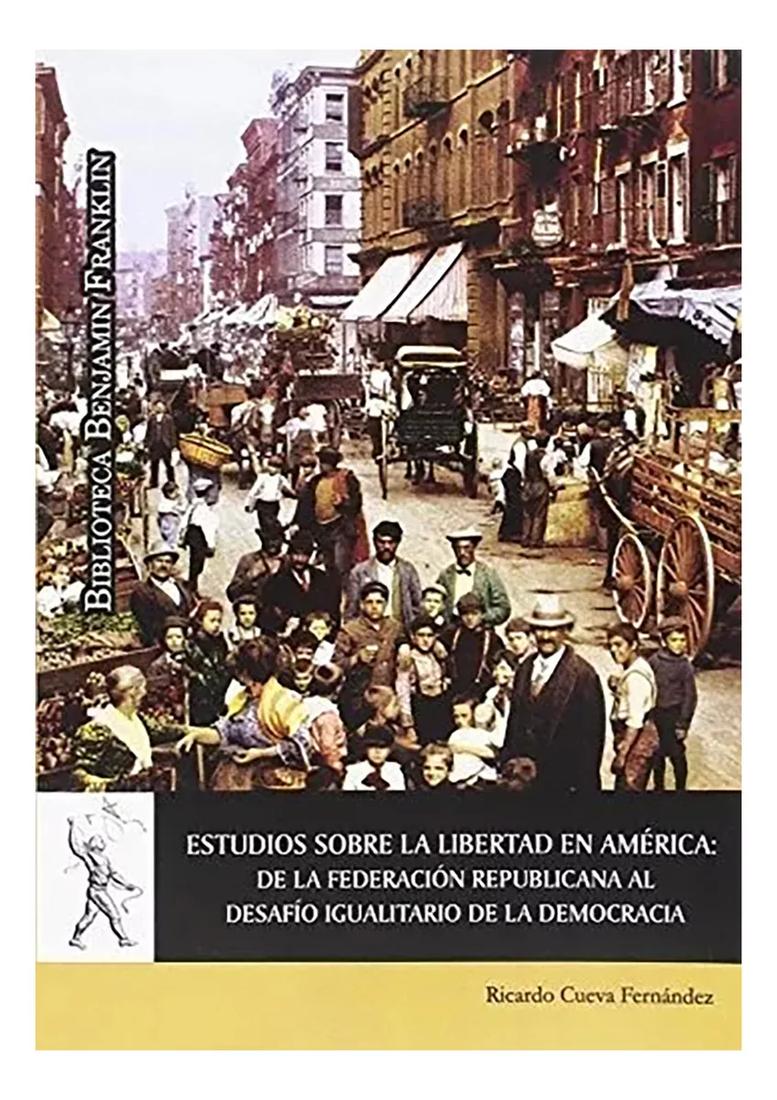 BIBLIOTECA BENJAMIN FRANKLIN
ESTUDIOS SOBRE LA LIBERTAD EN AMÉRICA:
DE LA FEDERACIÓN REPUBLICANA AL
DESAFÍO IGUALITARIO DE LA DEMOCRACIA
Ricardo Cueva Fernández